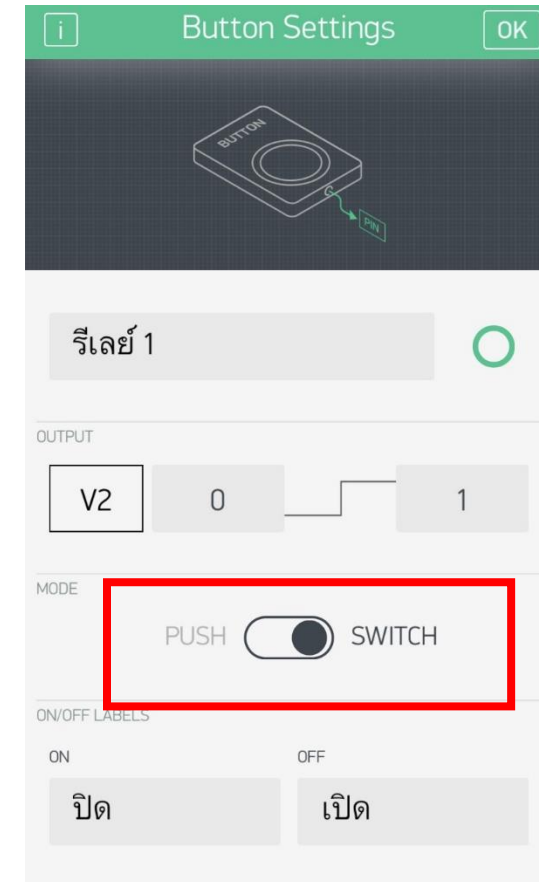 i Button Settings OK
BUTTON
PIN
รีเลย์ 1
OUTPUT
V2 0 1
MODE
PUSH SWITCH
ON/OFF LABELS
ON OFF
ปิด เปิด